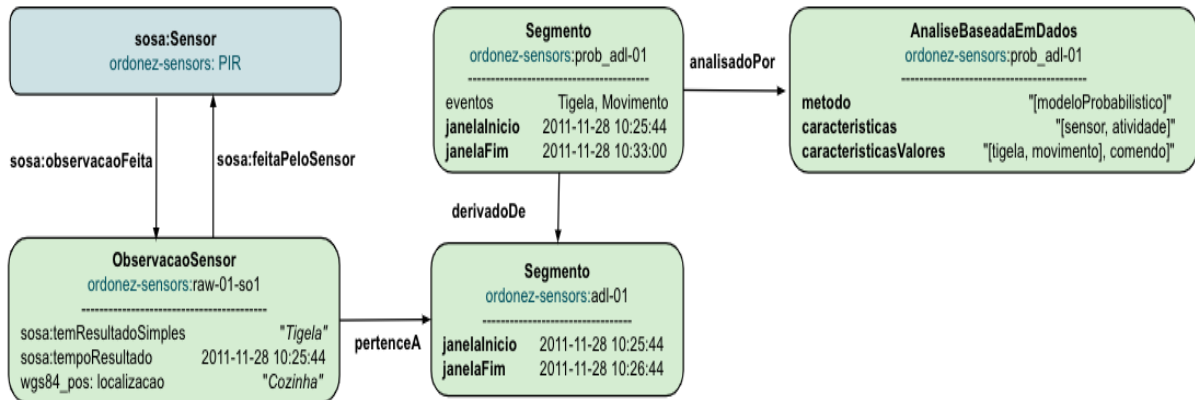 sosa:Sensor
ordonez-sensors: PIR
sosa:observacaoFeita
sosa:feitaPeloSensor
ObservacaoSensor
ordonez-sensors:raw-01-so1
----------------------------------------
sosa:temResultadoSimples "Tigela"
sosa:tempoResultado 2011-11-28 10:25:44
wgs84_pos: localizacao "Cozinha"
pertenceA
Segmento
ordonez-sensors:prob_adl-01
---------------------------------------
eventos Tigela, Movimento
janelaInicio 2011-11-28 10:25:44
janelaFim 2011-11-28 10:33:00
derivadoDe
Segmento
ordonez-sensors:adl-01
--------------------------------
janelaInicio 2011-11-28 10:25:44
janelaFim 2011-11-28 10:26:44
analisadoPor
AnaliseBaseadaEmDados
ordonez-sensors:prob_adl-01
----------------------------------------
metodo "[modeloProbabilistico]"
caracteristicas "[sensor, atividade]"
caracteristicasValores "[tigela, movimento], comendo]"